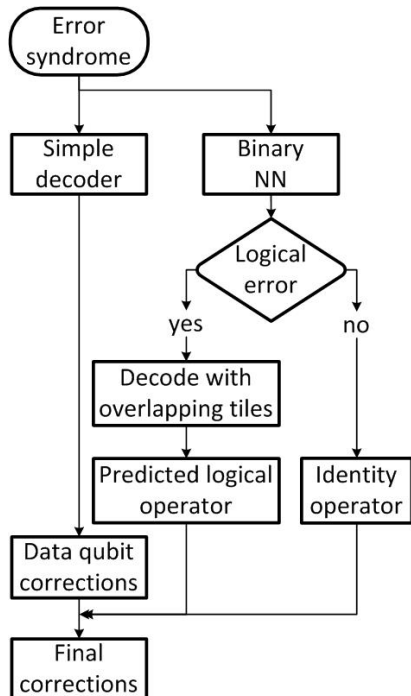 Error
syndrome
Simple
decoder
Binary
NN
Logical
error
yes
no
Decode with
overlapping tiles
Predicted logical
operator
Identity
operator
Data qubit
corrections
Final
corrections